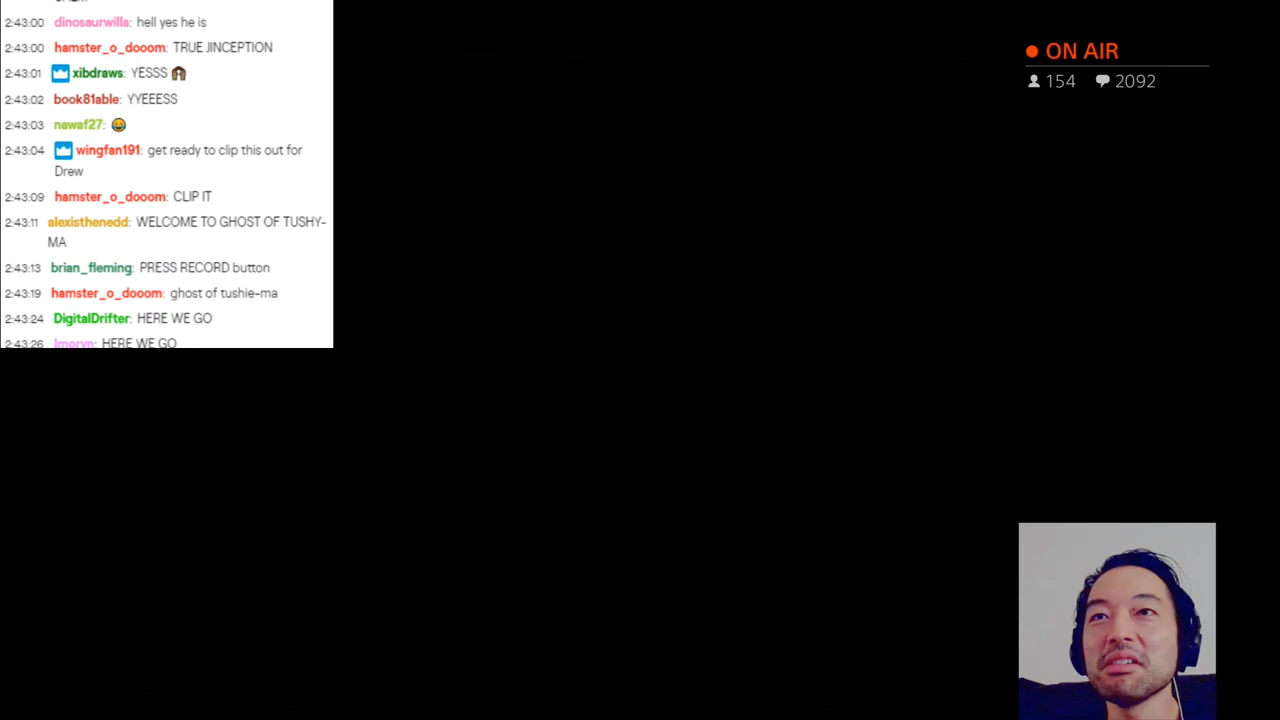 2:43:00 dinosaurwilla: hell yes he is
2:43:00 hamster_o_dooom: TRUE JINCEPTION
2:43:01 xibdraws: YESSS
2:43:02 book81able: YYEEESS
2:43:03 nawaf27:
2:43:04 wingfan191: get ready to clip this out for
Drew
2:43:09 hamster_o_dooom: CLIP IT
2:43:11 alexisthenedd: WELCOME TO GHOST OF TUSHY-
MA
2:43:13 brian_fleming: PRESS RECORD button
2:43:19 hamster_o_dooom: ghost of tushie-ma
2:43:24 DigitalDrifter: HERE WE GO
2:43:26 lmoryn: HERE WE GO
ON AIR
154 2092